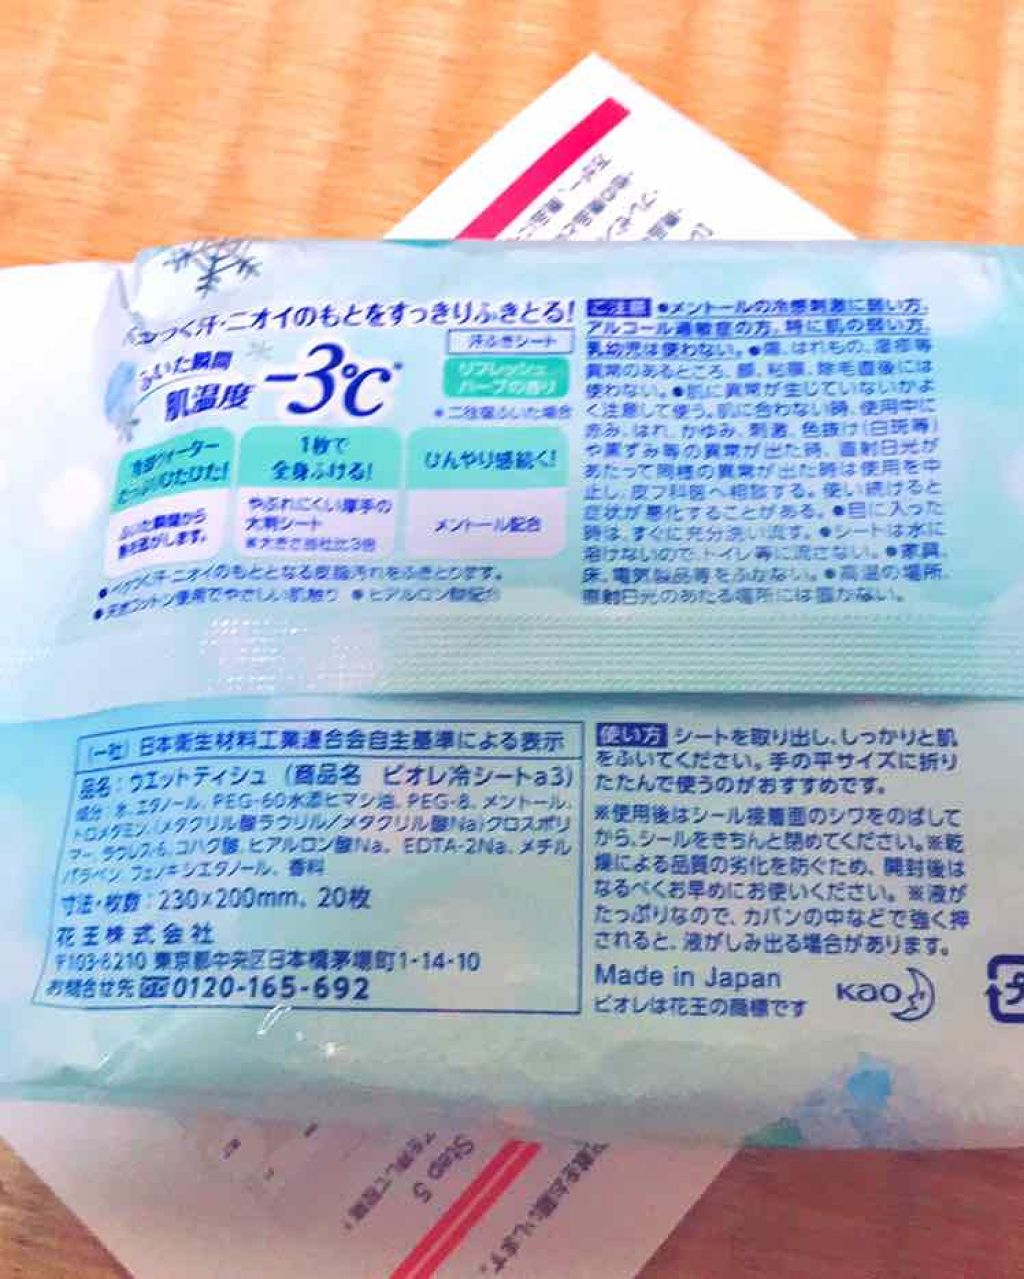 つく汗・ニオイのもとをすっきりふきとる!
ふいた瞬間
肌温度
-3℃*
汗ふきシート
リフレッシュ
ハーブの香り
*二往復ふいた場合
冷却ウォーター
たっぷりひたひた!
ふいた瞬間から
熱を逃がします。
1秒で
全身ふける!
やぶれにくい厚手の
大判シート
※大きさ当社比3倍
ひんやり感続く!
メントール配合
●ベタつく汗・ニオイのもととなる皮脂汚れをふきとります。
●天然コットン使用でやさしい肌触り ●ヒアルロン酸配合
ご注意 ●メントールの冷感刺激に弱い方、
アルコール過敏症の方、特に肌の弱い方、
乳幼児は使わない。●傷、はれもの、湿疹等
異常のあるところ、顔、粘膜、除毛直後には
使わない。●肌に異常が生じていないかよ
く注意して使う。肌に合わない時、使用中に
赤み、はれ、かゆみ、刺激、色抜け(白斑等)
や黒ずみ等の異常が出た時、直射日光が
あたって同様の異常が出た時は使用を中
止し、皮フ科医へ相談する。使い続けると
症状が悪化することがある。●目に入った
時は、すぐに充分洗い流す。●シートは水に
溶けないので、トイレ等に流さない。●家具、
床、電気製品等をふかない。●高温の場所、
直射日光のあたる場所には置かない。
(一社)日本衛生材料工業連合会自主基準による表示
品名:ウエットティシュ(商品名 ビオレ冷シートa3)
成分:水、エタノール、PEG-60水添ヒマシ油、PEG-8、メントール、
トロメタミン、(メタクリル酸ラウリル/メタクリル酸Na)クロスポリ
マー、ラウレス-6、コハク酸、ヒアルロン酸Na、EDTA-2Na、メチル
パラベン、フェノキシエタノール、香料
寸法・枚数:230×200mm、20枚
花王株式会社
〒103-8210 東京都中央区日本橋茅場町1-14-10
お問合せ先 0120-165-692
使い方 シートを取り出し、しっかりと肌
をふいてください。手の平サイズに折り
たたんで使うのがおすすめです。
※使用後はシール接着面のシワをのばして
から、シールをきちんと閉めてください。※乾
燥による品質の劣化を防ぐため、開封後は
なるべくお早めにお使いください。※液が
たっぷりなので、カバンの中などで強く押
されると、液がしみ出る場合があります。
Made in Japan
ビオレは花王の商標です
Kao
プ
Step 5